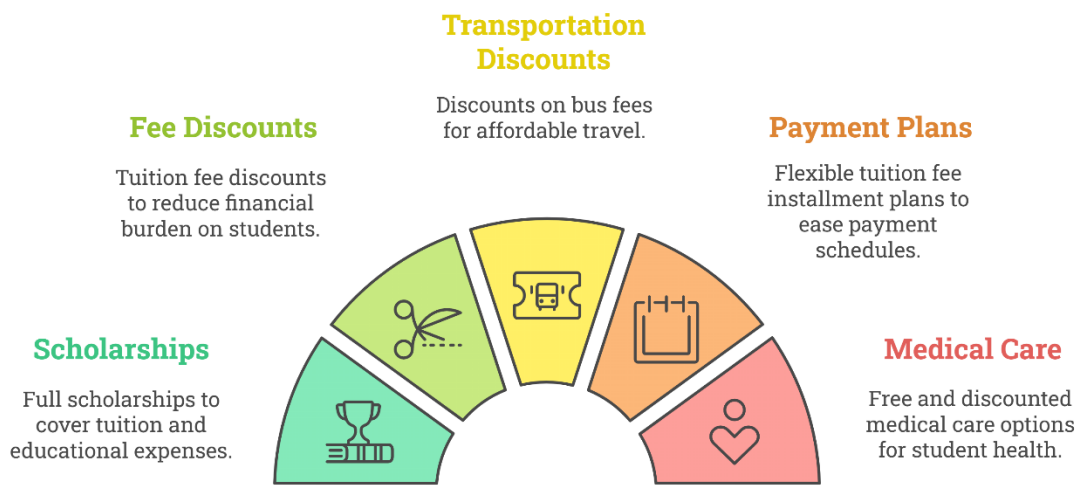 Transportation
Discounts
Discounts on bus fees
for affordable travel.
Fee Discounts
Tuition fee discounts
to reduce financial
burden on students.
Payment Plans
Flexible tuition fee
installment plans to
ease payment
schedules.
Scholarships
Full scholarships to
cover tuition and
educational expenses.
Medical Care
Free and discounted
medical care options
for student health.